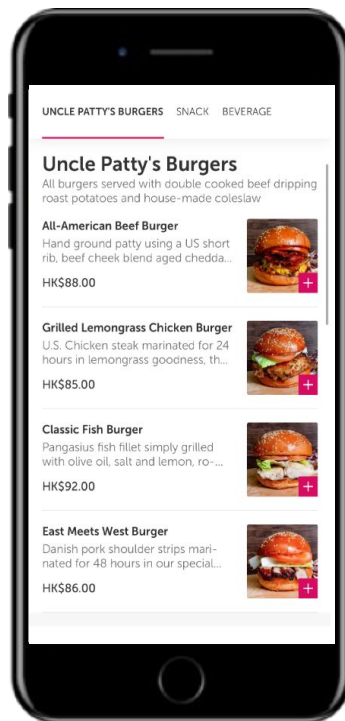 UNCLE PATTY'S BURGERS SNACK BEVERAGE
Uncle Patty's Burgers
All burgers served with double cooked beef dripping
roast potatoes and house-made coleslaw
All-American Beef Burger
Hand ground patty using a US short
rib, beef cheek blend aged chedda...
HK$88.00
Grilled Lemongrass Chicken Burger
U.S. Chicken steak marinated for 24
hours in lemongrass goodness, th...
HK$85.00
Classic Fish Burger
Pangasius fish fillet simply grilled
with olive oil, salt and lemon, ro-...
HK$92.00
East Meets West Burger
Danish pork shoulder strips mari-
nated for 48 hours in our special...
HK$86.00